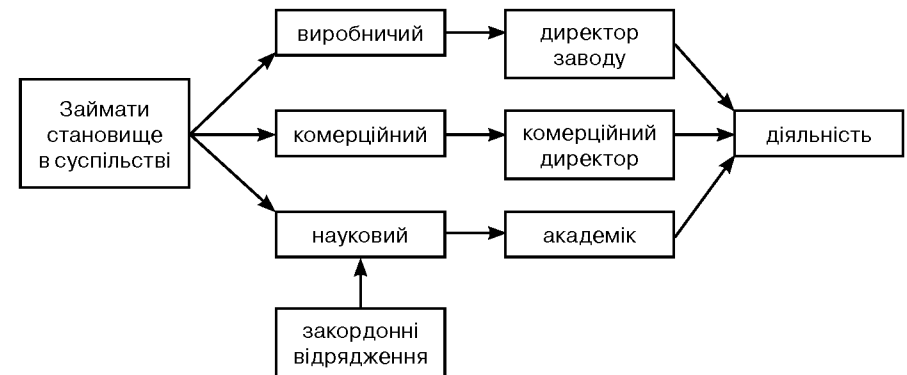 Займати
становище
в суспільстві
виробничий
директор
заводу
комерційний
комерційний
директор
діяльність
науковий
академік
закордонні
відрядження